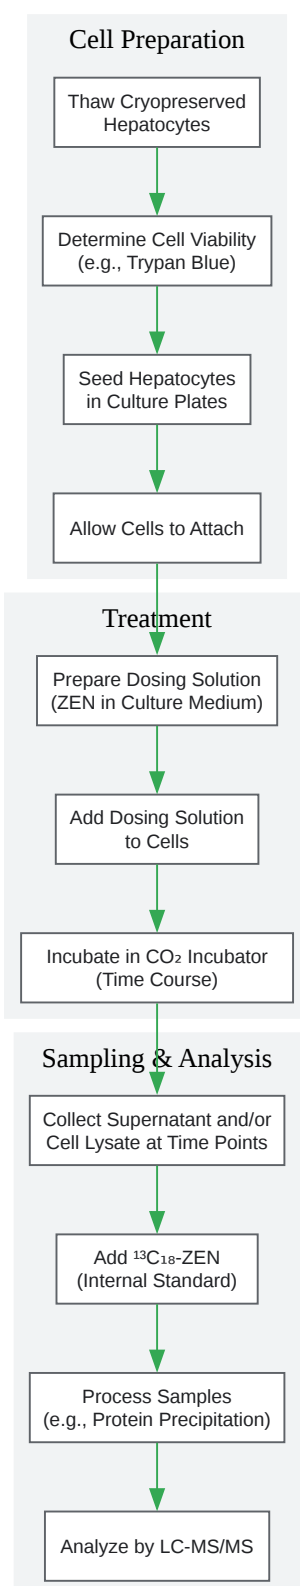 Cell Preparation
Thaw Cryopreserved
Hepatocytes
Determine Cell Viability
(e.g., Trypan Blue)
Seed Hepatocytes
in Culture Plates
Allow Cells to Attach
Treatment
Prepare Dosing Solution
(ZEN in Culture Medium)
Add Dosing Solution
to Cells
Incubate in CO₂ Incubator
(Time Course)
Sampling & Analysis
Collect Supernatant and/or
Cell Lysate at Time Points
Add ¹³C₁₈-ZEN
(Internal Standard)
Process Samples
(e.g., Protein Precipitation)
Analyze by LC-MS/MS